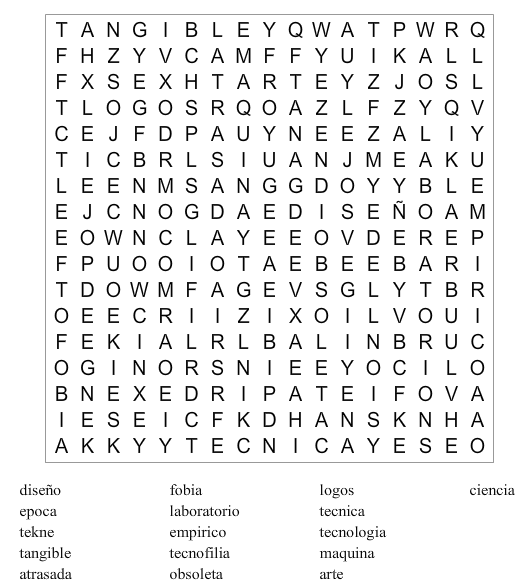 T A N G I B L E Y Q W A T P W R Q
F H Z Y V C A M F F Y U I K A L L
F X S E X H T A R T E Y Z J O S L
T L O G O S R Q O A Z L F Z Y Q V
C E J F D P A U Y N E E Z A L I Y
T I C B R L S I U A N J M E A K U
L E E N M S A N G G D O Y Y B L E
E J C N O G D A E D I S E Ñ O A M
E O W N C L A Y E E O V D E R E P
F P U O O I O T A E B E E B A R I
T D O W M F A G E V S G L Y T B R
O E E C R I I Z I X O I L V O U I
F E K I A L R L B A L I N B R U C
O G I N O R S N I E E Y O C I L O
B N E X E D R I P A T E I F O V A
I E S E I C F K D H A N S K N H A
A K K Y Y T E C N I C A Y E S E O
diseño fobia logos ciencia
epoca laboratorio tecnica
tekne empirico tecnologia
tangible tecnofilia maquina
atrasada obsoleta arte